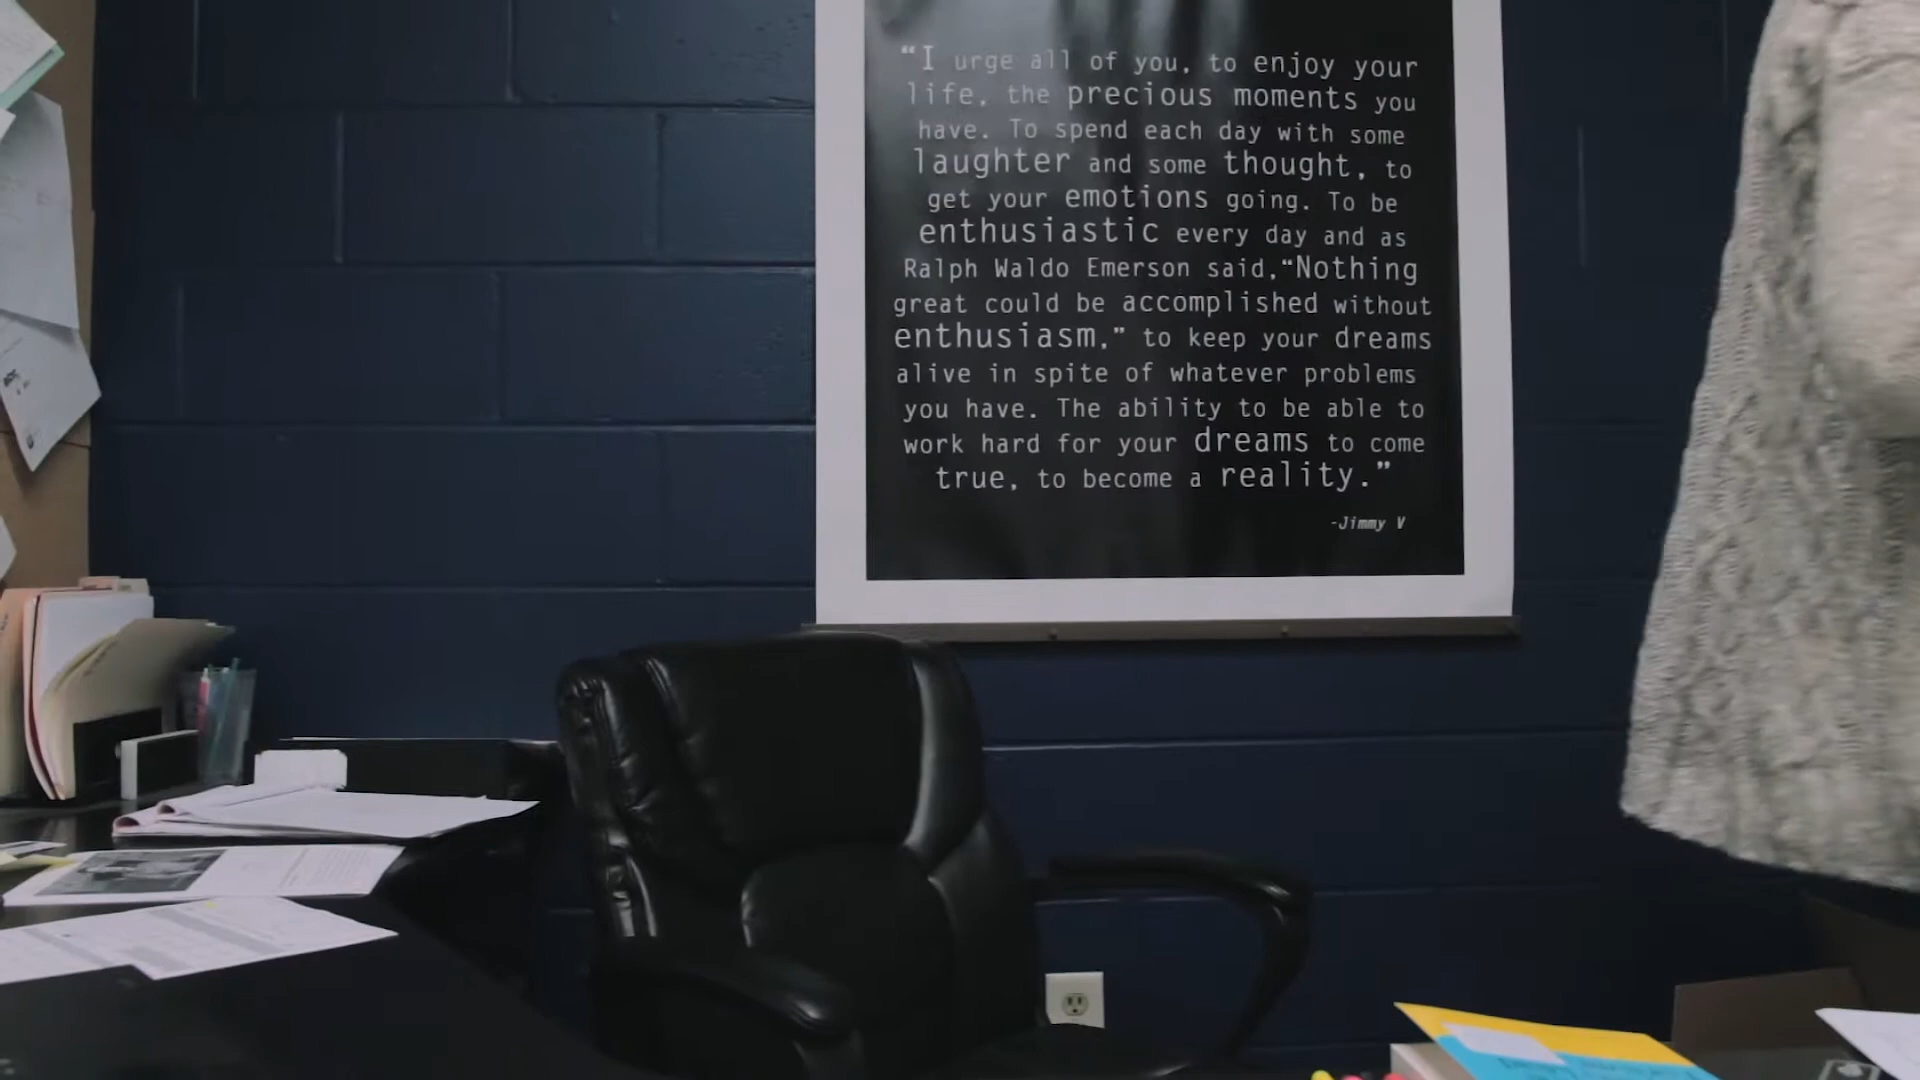 “I urge all of you, to enjoy your
life, the precious moments you
have. To spend each day with some
laughter and some thought, to
get your emotions going. To be
enthusiastic every day and as
Ralph Waldo Emerson said,“Nothing
great could be accomplished without
enthusiasm,” to keep your dreams
alive in spite of whatever problems
you have. The ability to be able to
work hard for your dreams to come
true, to become a reality.”
-Jimmy V